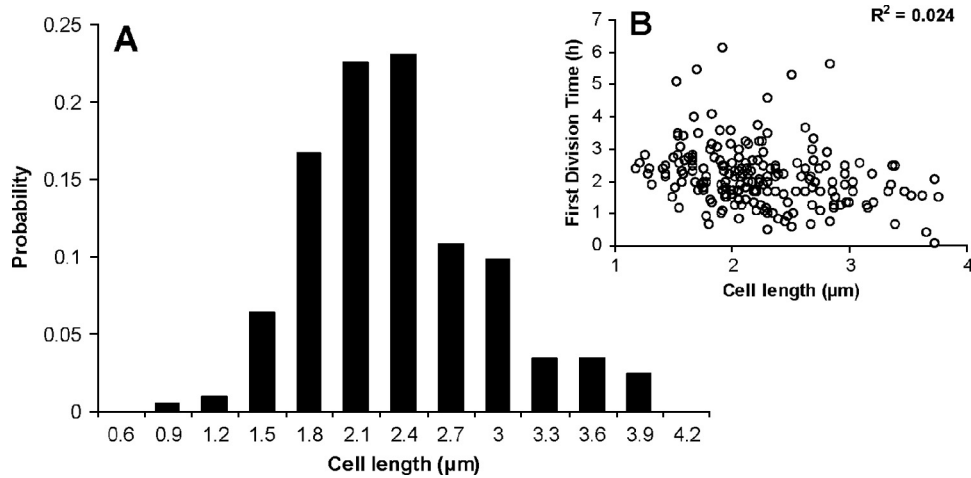 A
0.25
0.2
0.15
0.1
0.05
0
Probability
0.6 0.9 1.2 1.5 1.8 2.1 2.4 2.7 3 3.3 3.6 3.9 4.2
Cell length (µm)
B
R² = 0.024
7
6
5
4
3
2
1
0
First Division Time (h)
1 2 3 4
Cell length (µm)